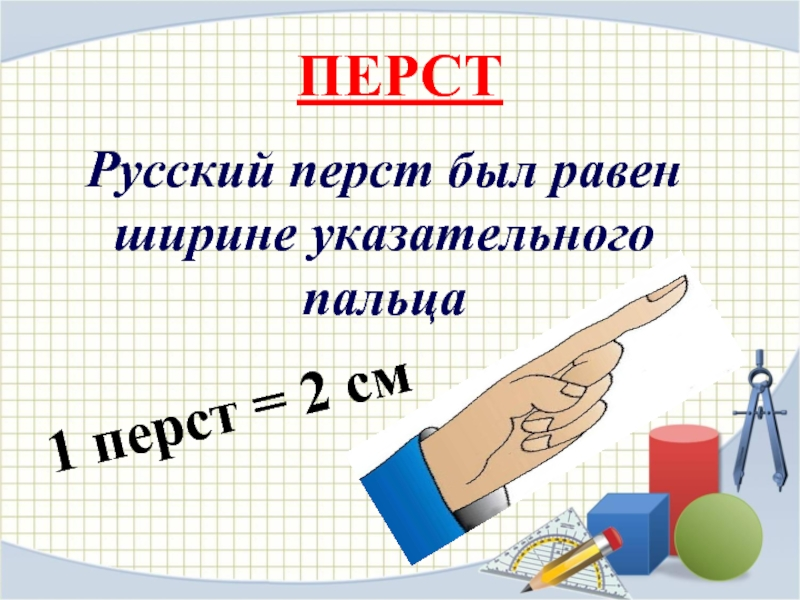 ПЕРСТ
Русский перст был равен
ширине указательного
пальца
1 перст = 2 см